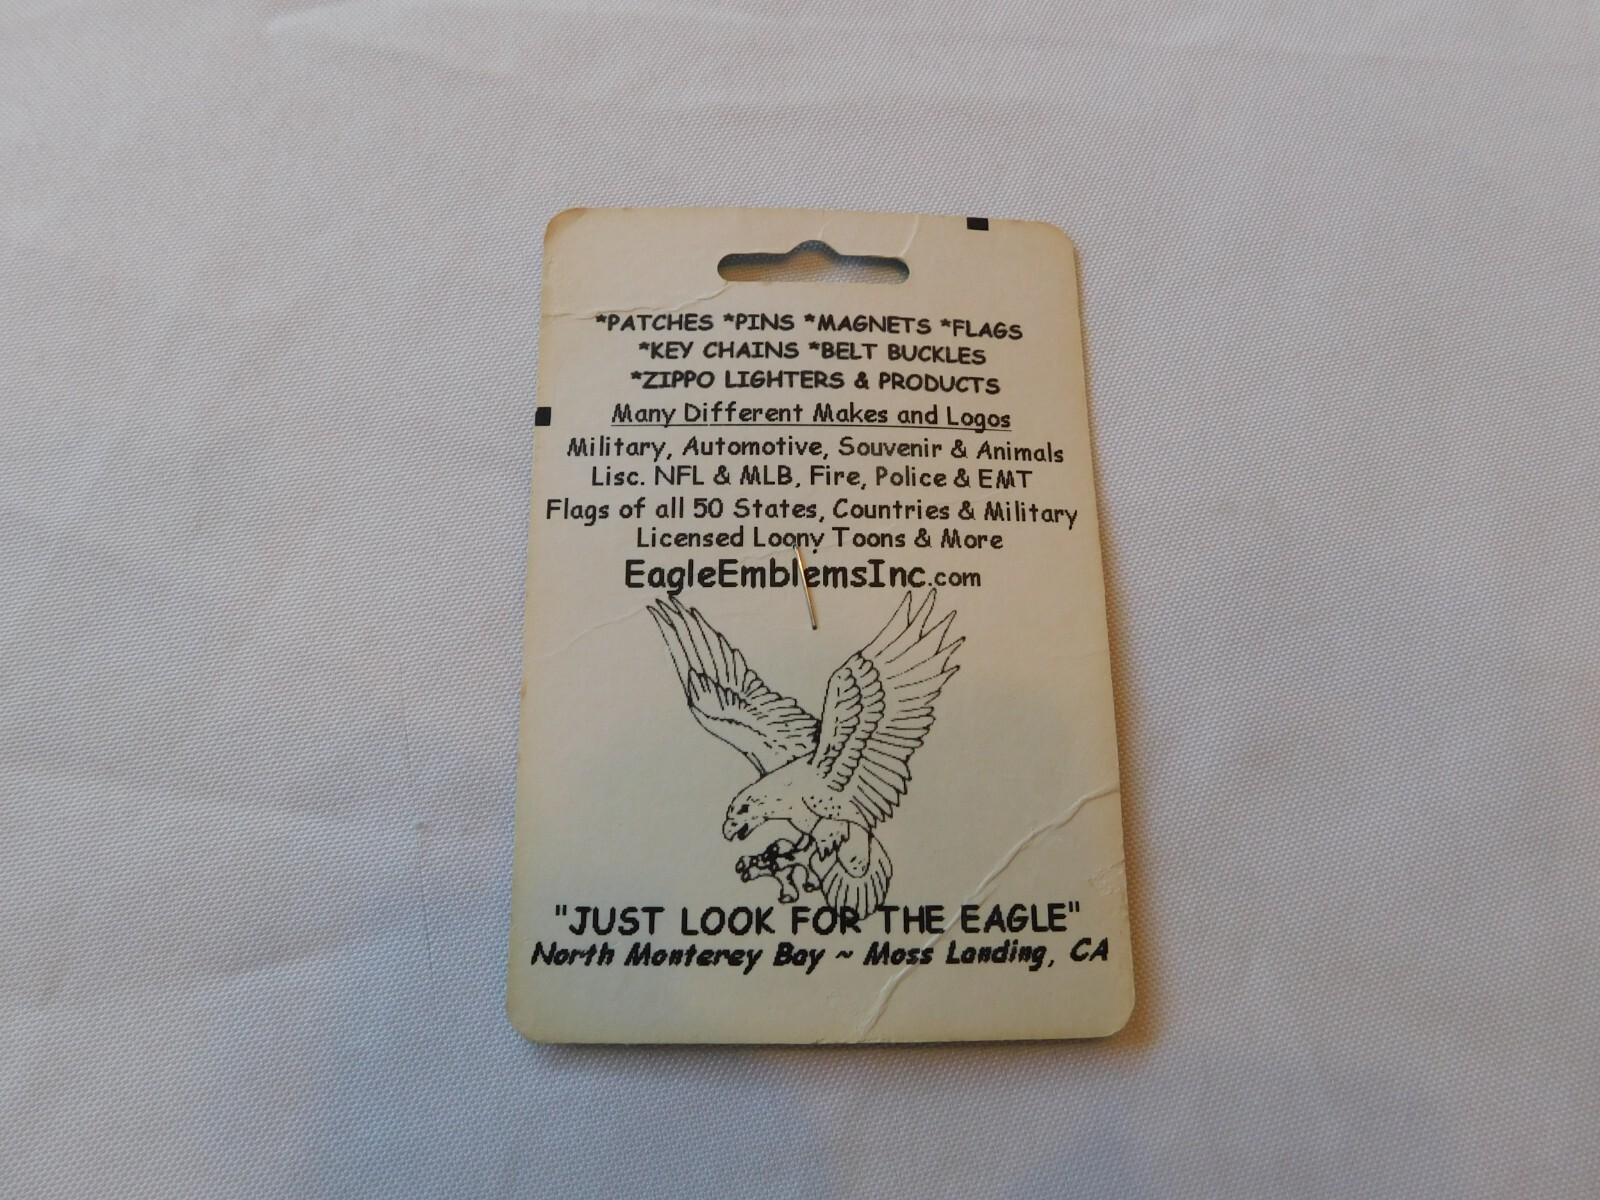 *PATCHES *PINS *MAGNETS *FLAGS
*KEY CHAINS *BELT BUCKLES
*ZIPPO LIGHTERS & PRODUCTS
Many Different Makes and Logos
Military, Automotive, Souvenir & Animals
Lisc. NFL & MLB, Fire, Police & EMT
Flags of all 50 States, Countries & Military
Licensed Loony Toons & More
EagleEmblemsInc.com
"JUST LOOK FOR THE EAGLE"
North Monterey Bay ~ Moss Landing, CA